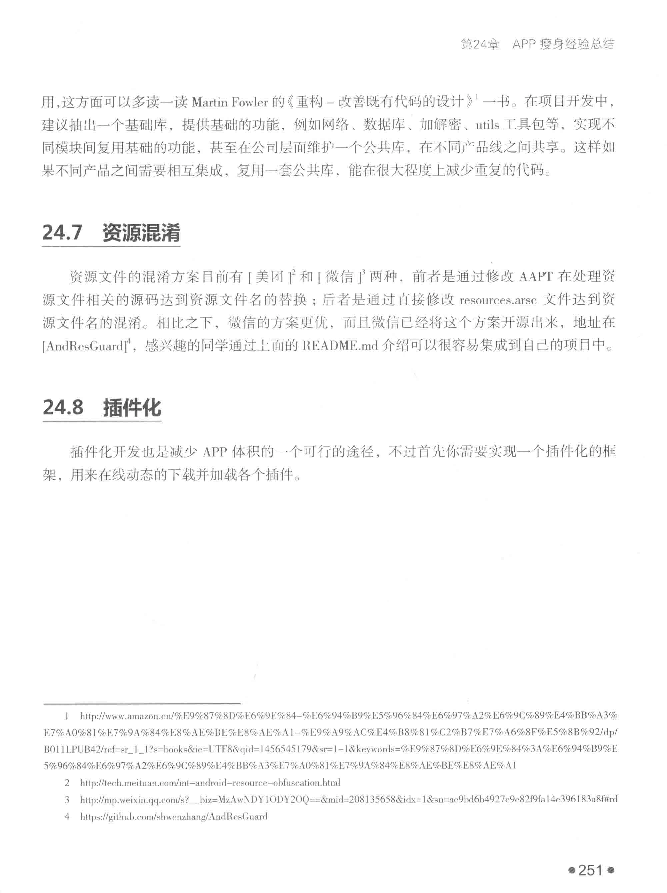 第24章 APP 瘦身经验总结
用,这方面可以多读一读 Martin Fowler 的《重构 – 改善既有代码的设计》1 一书。在项目开发中,
建议抽出一个基础库，提供基础的功能，例如网络、数据库、加解密、utils 工具包等，实现不
同模块间复用基础的功能，甚至在公司层面维护一个公共库，在不同产品线之间共享。这样如
果不同产品之间需要相互集成，复用一套公共库，能在很大程度上减少重复的代码。
24.7 资源混淆
资源文件的混淆方案目前有 [ 美团 ]2 和 [ 微信 ]3 两种，前者是通过修改 AAPT 在处理资
源文件相关的源码达到资源文件名的替换；后者是通过直接修改 resources.arsc 文件达到资
源文件名的混淆。相比之下，微信的方案更优，而且微信已经将这个方案开源出来，地址在
[AndResGuard]4，感兴趣的同学通过上面的 README.md 介绍可以很容易集成到自己的项目中。
24.8 插件化
插件化开发也是减少 APP 体积的一个可行的途径，不过首先你需要实现一个插件化的框
架，用来在线动态的下载并加载各个插件。
1 http://www.amazon.cn/%E9%87%8D%E6%9E%84-%E6%94%B9%E5%96%84%E6%97%A2%E6%9C%89%E4%BB%A3%
E7%A0%81%E7%9A%84%E8%AE%BE%E8%AE%A1-%E9%A9%AC%E4%B8%81%C2%B7%E7%A6%8F%E5%8B%92/dp/
B011LPUB42/ref=sr_1_1?s=books&ie=UTF8&qid=1456545179&sr=1-1&keywords=%E9%87%8D%E6%9E%84%3A%E6%94%B9%E
5%96%84%E6%97%A2%E6%9C%89%E4%BB%A3%E7%A0%81%E7%9A%84%E8%AE%BE%E8%AE%A1
2 http://tech.meituan.com/mt-android-resource-obfuscation.html
3 http://mp.weixin.qq.com/s?__biz=MzAwNDY1ODY2OQ==&mid=208135658&idx=1&sn=ac9bd6b4927e9e82f9fa14e396183a8f#rd
4 https://github.com/shwenzhang/AndResGuard
●251●